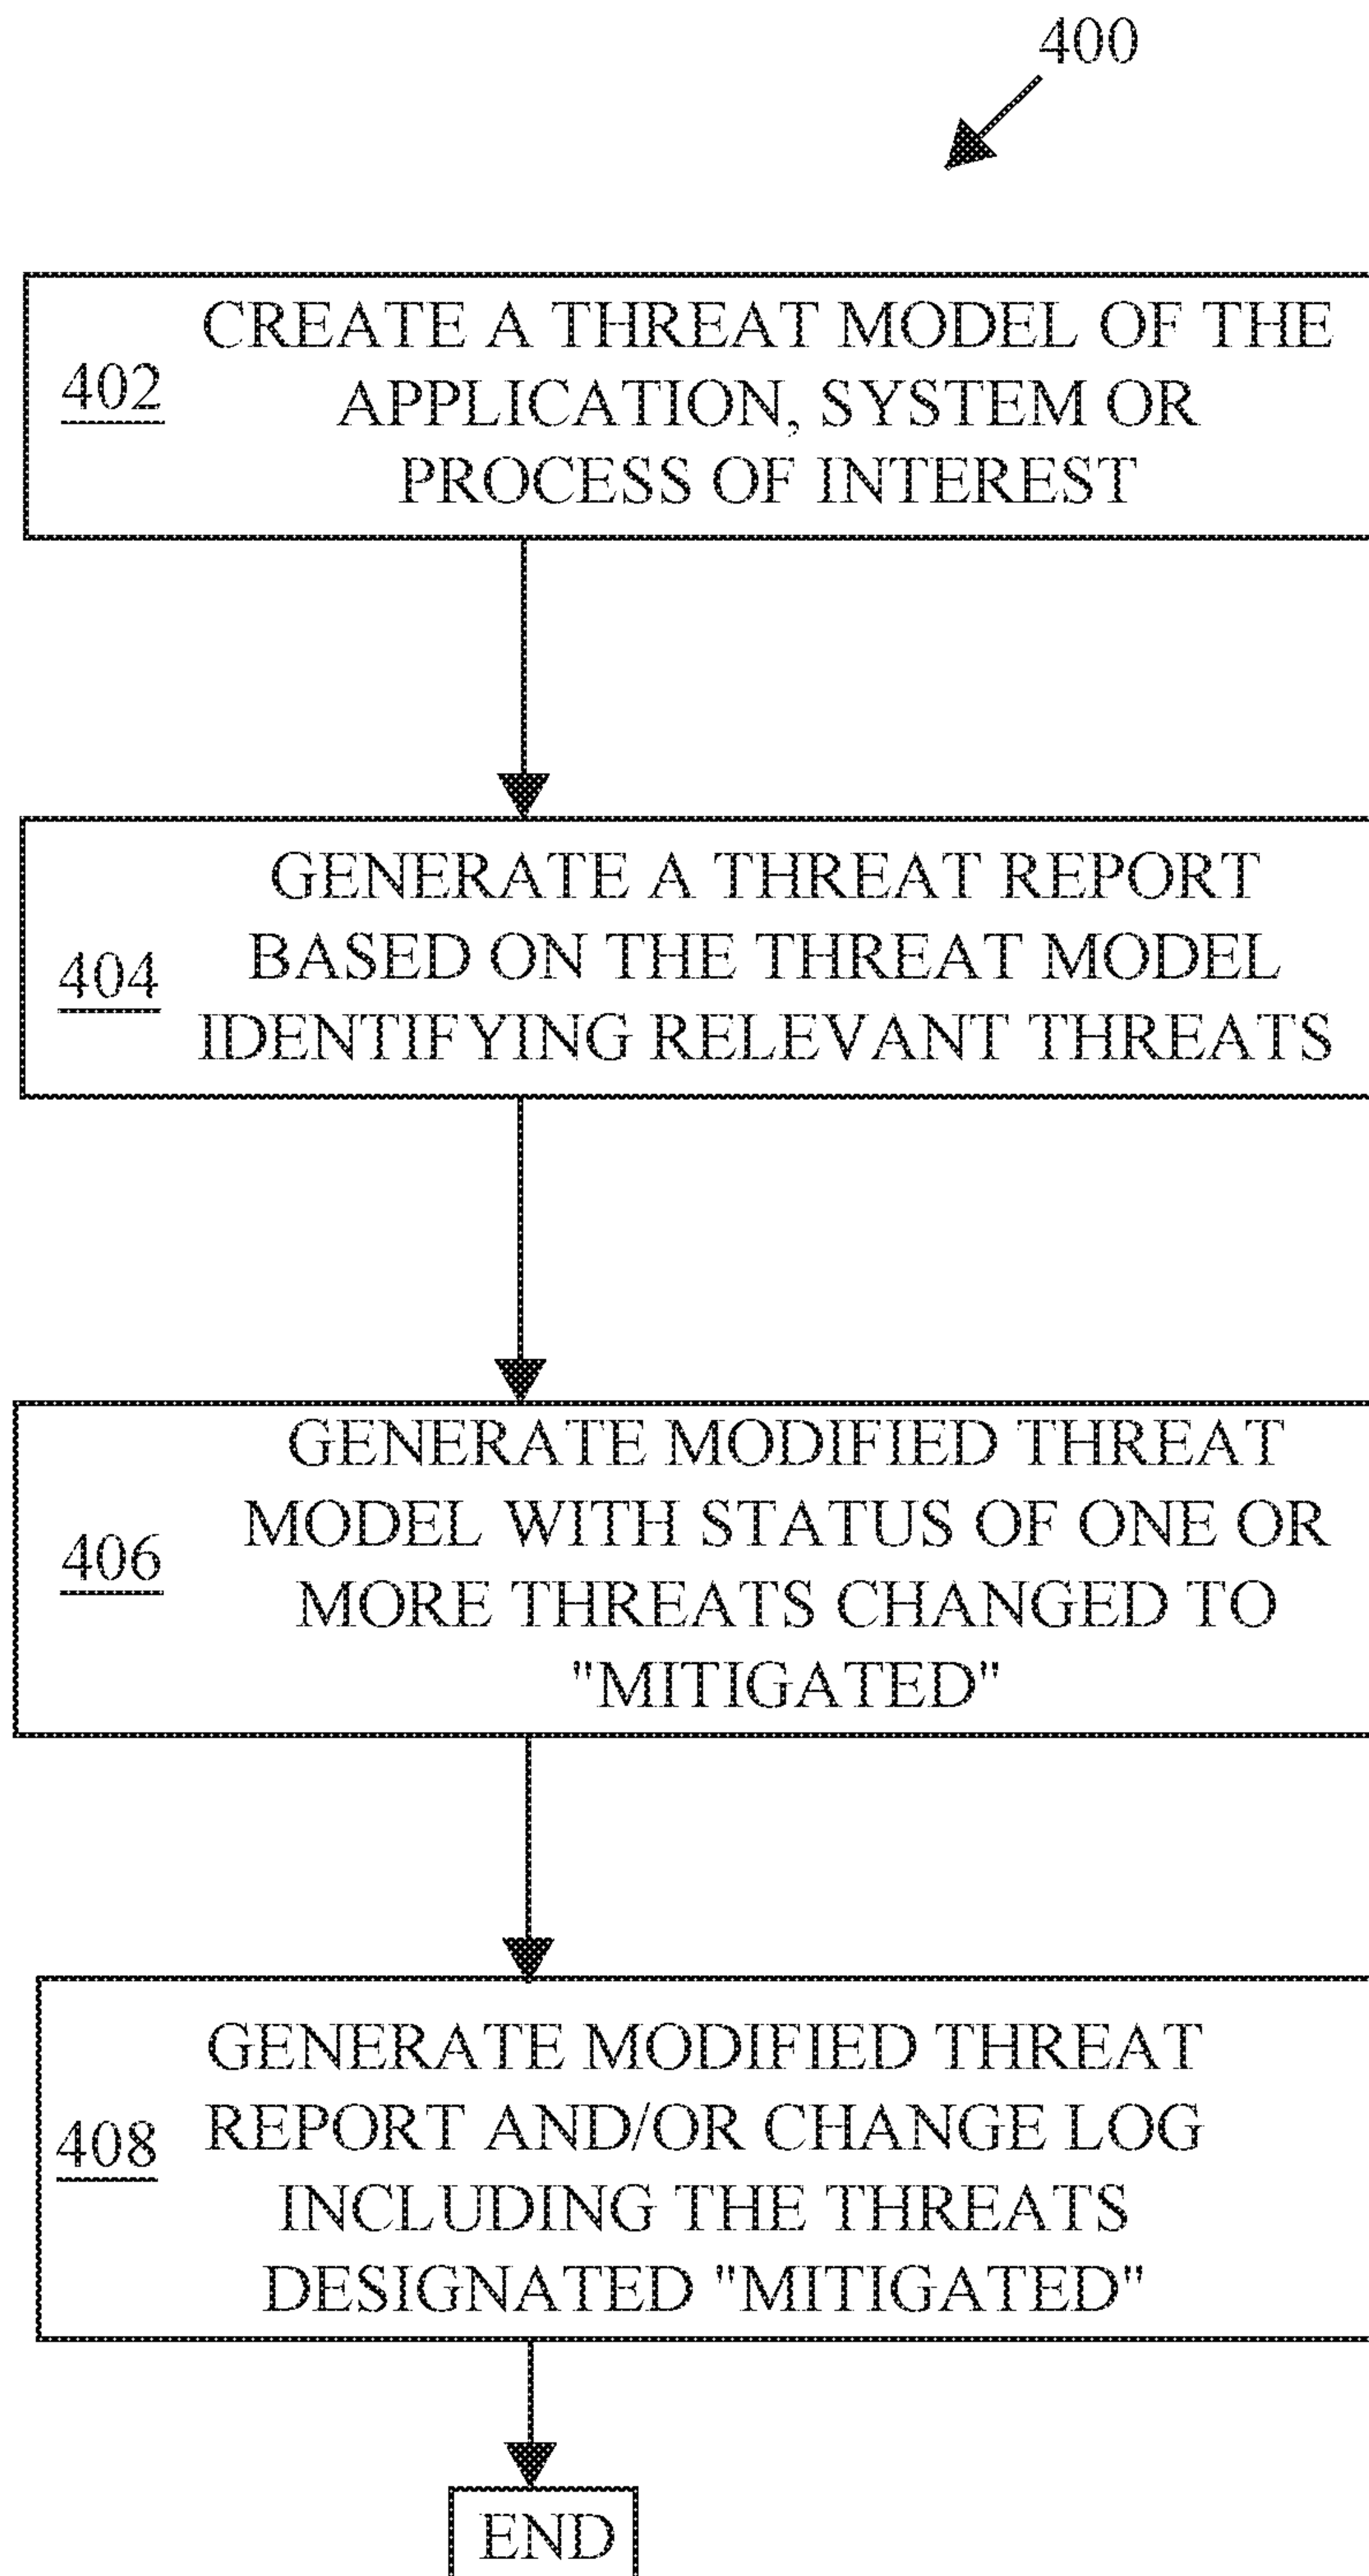 400
CREATE A THREAT MODEL OF THE
402
APPLICATION, SYSTEM OR
PROCESS OF INTEREST
GENERATE A THREAT REPORT
BASED ON THE THREAT MODEL
404
IDENTIFYING RELEVANT THREATS
GENERATE MODIFIED THREAT
MODEL WITH STATUS OF ONE OR
406
MORE THREATS CHANGED TO
"MITIGATED"
GENERATE MODIFIED THREAT
REPORT AND/OR CHANGE LOG
408
INCLUDING THE THREATS
DESIGNATED "MITIGATED"
END